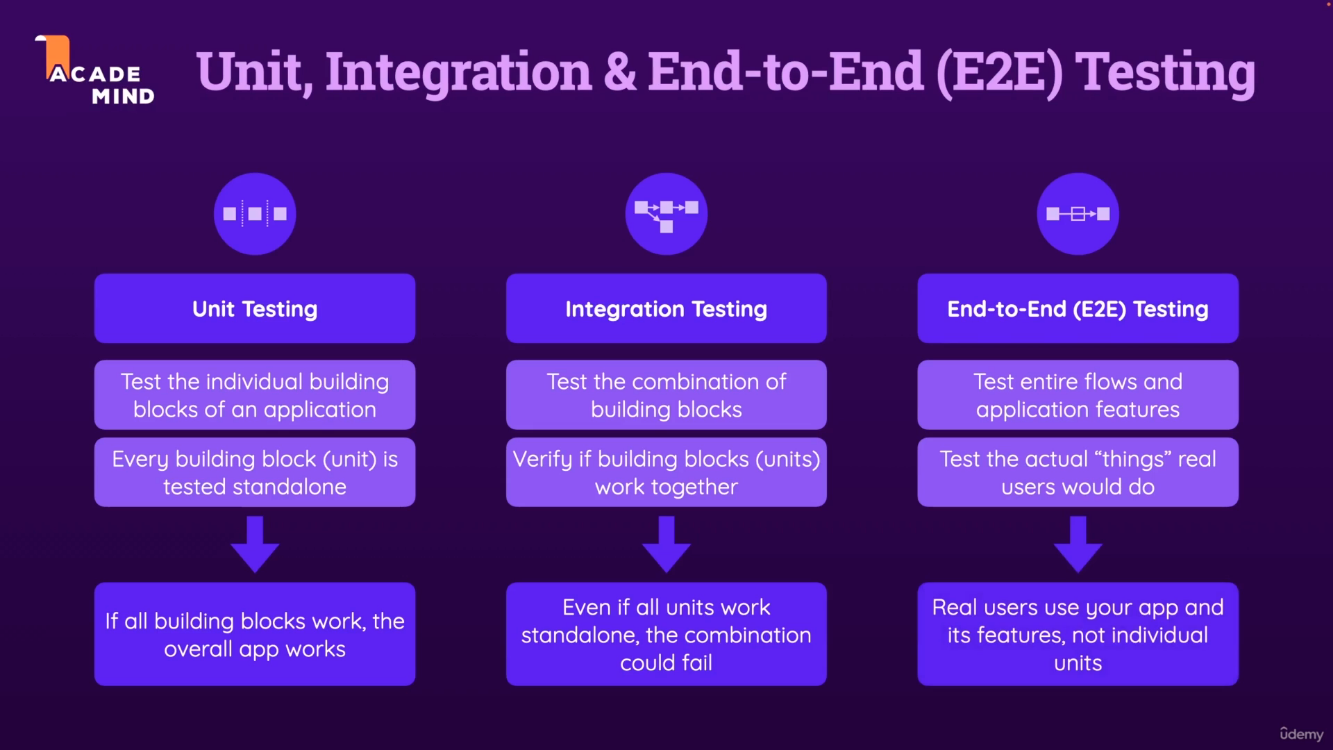 ACADE
MIND
Unit, Integration & End-to-End (E2E) Testing
Unit Testing
Test the individual building
blocks of an application
Every building block (unit) is
tested standalone
If all building blocks work, the
overall app works
Integration Testing
Test the combination of
building blocks
Verify if building blocks (units)
work together
Even if all units work
standalone, the combination
could fail
End-to-End (E2E) Testing
Test entire flows and
application features
Test the actual “things” real
users would do
Real users use your app and
its features, not individual
units
ûdemy